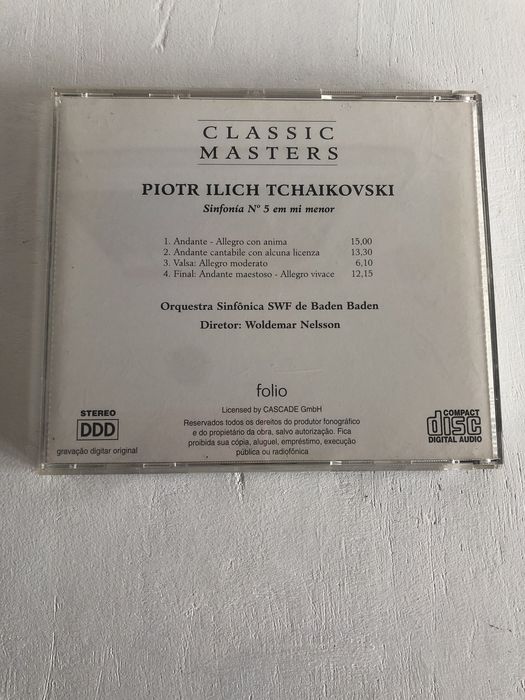 CLASSIC
MASTERS
PIOTR ILICH TCHAIKOVSKI
Sinfonía Nº 5 em mi menor
1. Andante - Allegro con anima 15,00
2. Andante cantabile con alcuna licenza 13,30
3. Valsa: Allegro moderato 6,10
4. Final: Andante maestoso - Allegro vivace 12,15
Orquestra Sinfônica SWF de Baden Baden
Diretor: Woldemar Nelsson
folio
Licensed by CASCADE GmbH
Reservados todos os dereitos do produtor fonográfico
e do propietário da obra, salvo autorização. Fica
proibida sua cópia, aluguel, empréstimo, execução
pública ou radiofônica
STEREO
DDD
gravação digitar original
COMPACT
disc
DIGITAL AUDIO